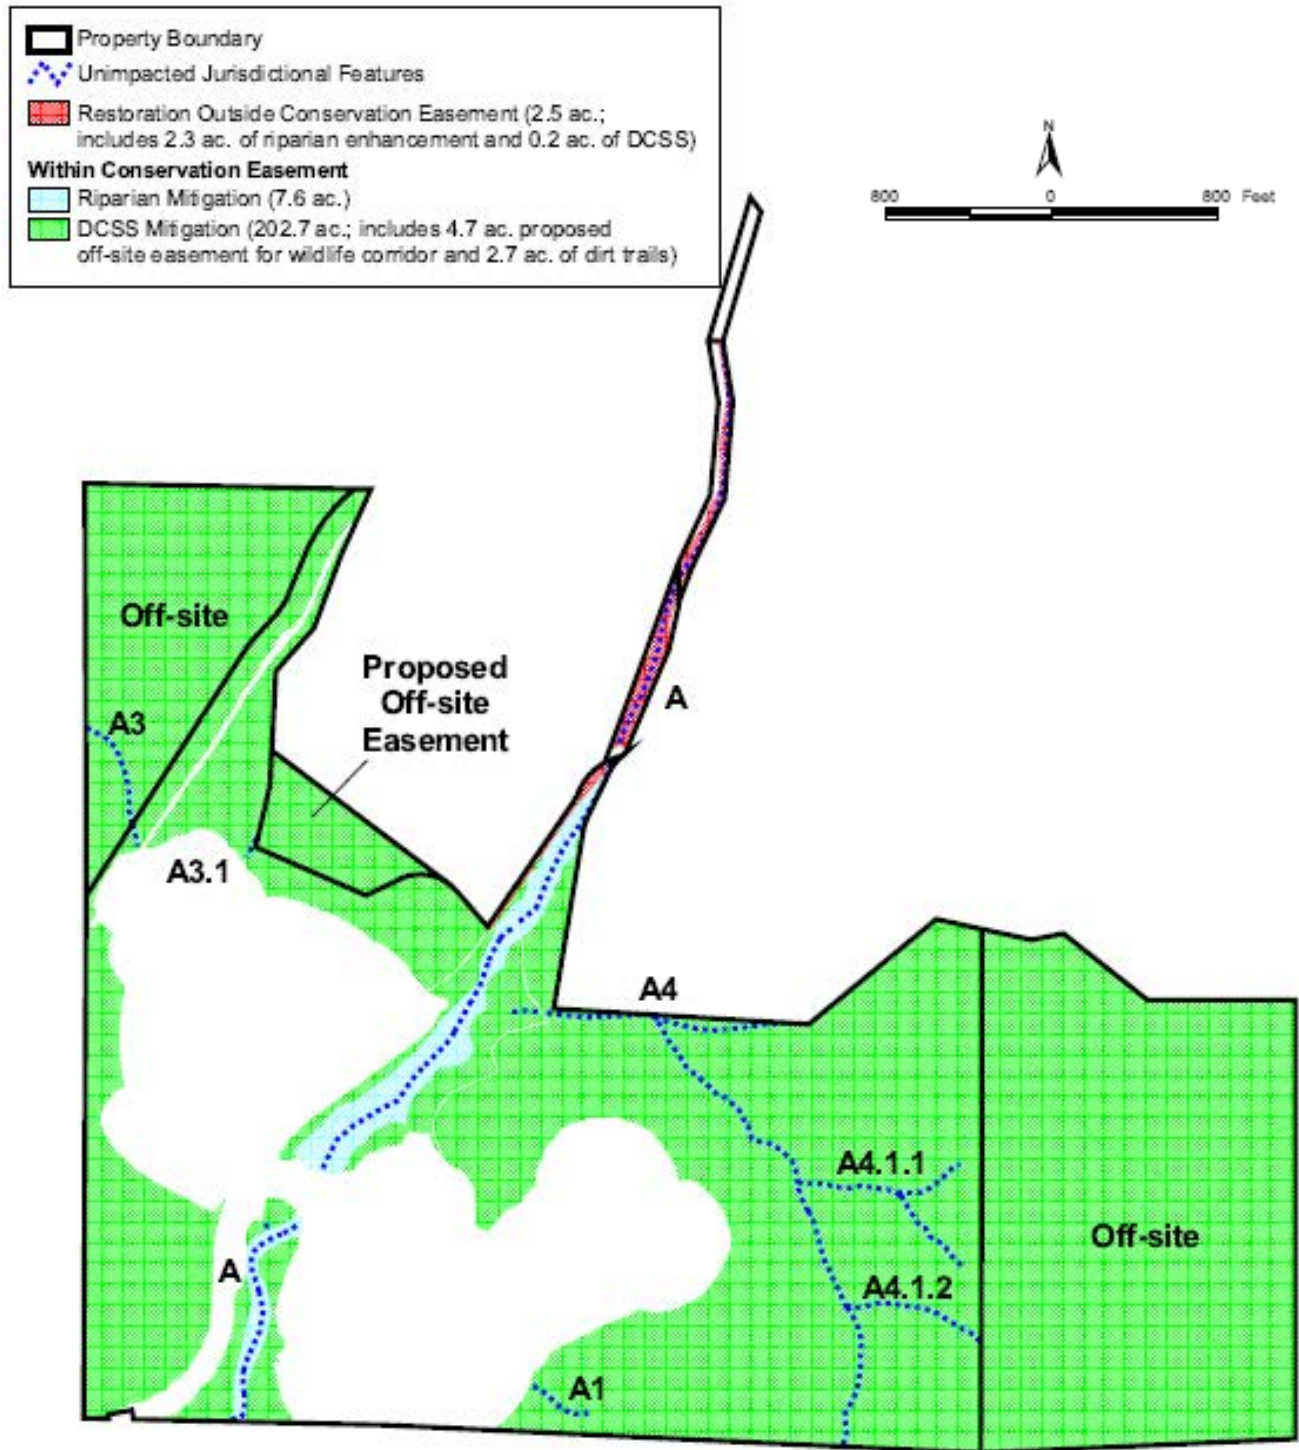 Property Boundary
Unimpacted Jurisdictional Features
Restoration Outside Conservation Easement (2.5 ac.;
includes 2.3 ac. of riparian enhancement and 0.2 ac. of DCSS)
Within Conservation Easement
Riparian Mitigation (7.6 ac.)
DCSS Mitigation (202.7 ac.; includes 4.7 ac. proposed
off-site easement for wildlife corridor and 2.7 ac. of dirt trails)
N
800 0 800 Feet
Off-site
Proposed
Off-site
Easement
A
A3
A3.1
A4
A4.1.1
Off-site
A
A4.1.2
A1